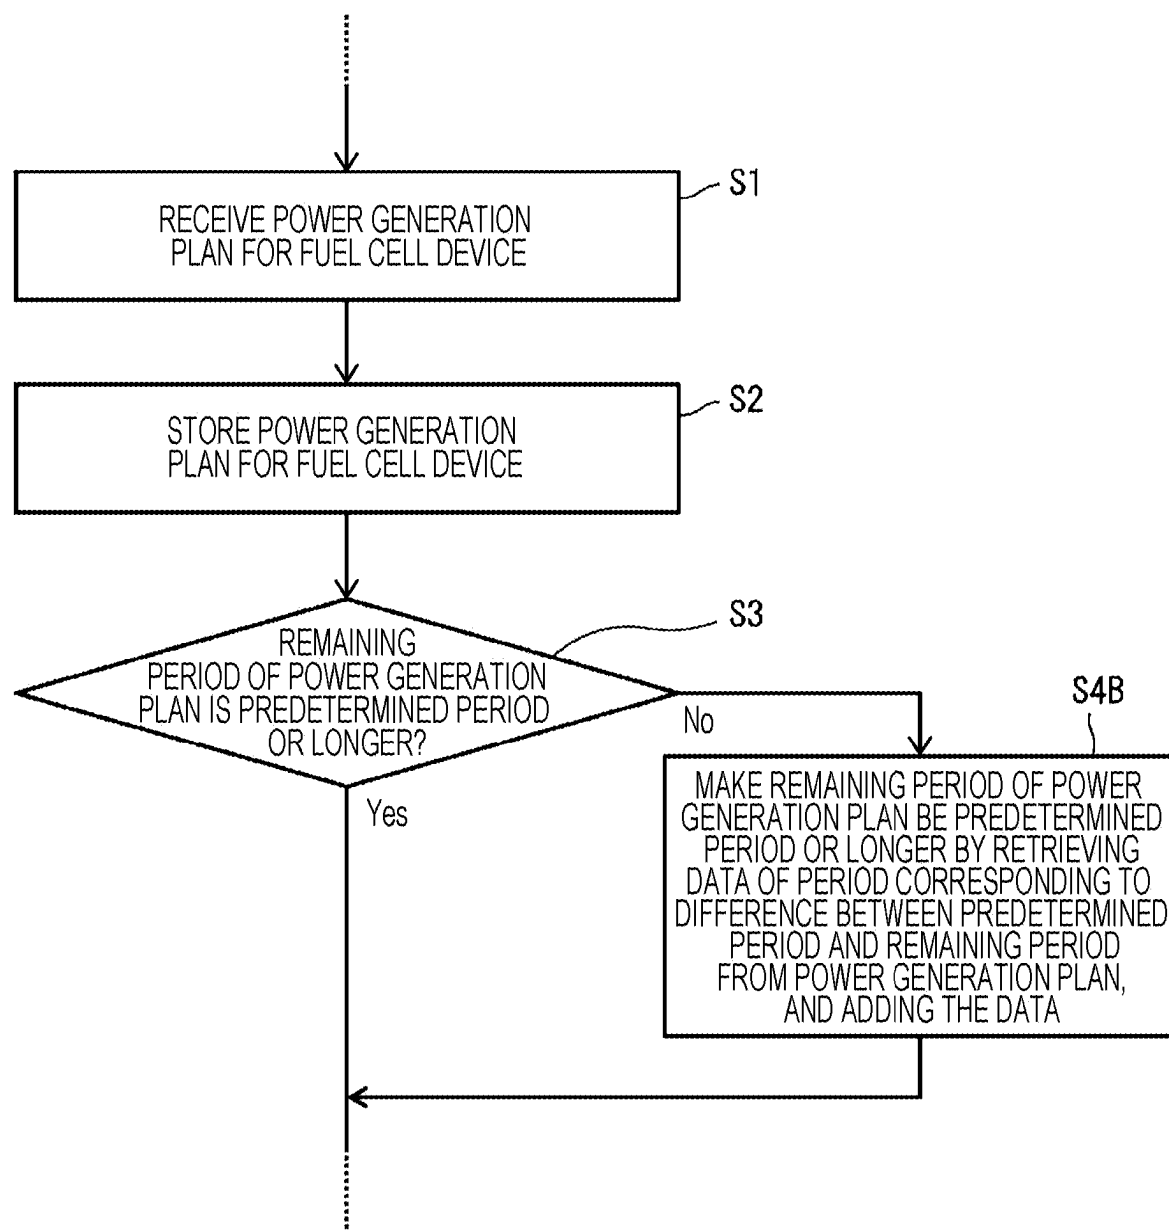 S1
RECEIVE POWER GENERATION
PLAN FOR FUEL CELL DEVICE
S2
STORE POWER GENERATION
PLAN FOR FUEL CELL DEVICE
S3
REMAINING
PERIOD OF POWER GENERATION
PLAN IS PREDETERMINED PERIOD
OR LONGER?
No
Yes
S4B
MAKE REMAINING PERIOD OF POWER
GENERATION PLAN BE PREDETERMINED
PERIOD OR LONGER BY RETRIEVING
DATA OF PERIOD CORRESPONDING TO
DIFFERENCE BETWEEN PREDETERMINED
PERIOD AND REMAINING PERIOD
FROM POWER GENERATION PLAN,
AND ADDING THE DATA